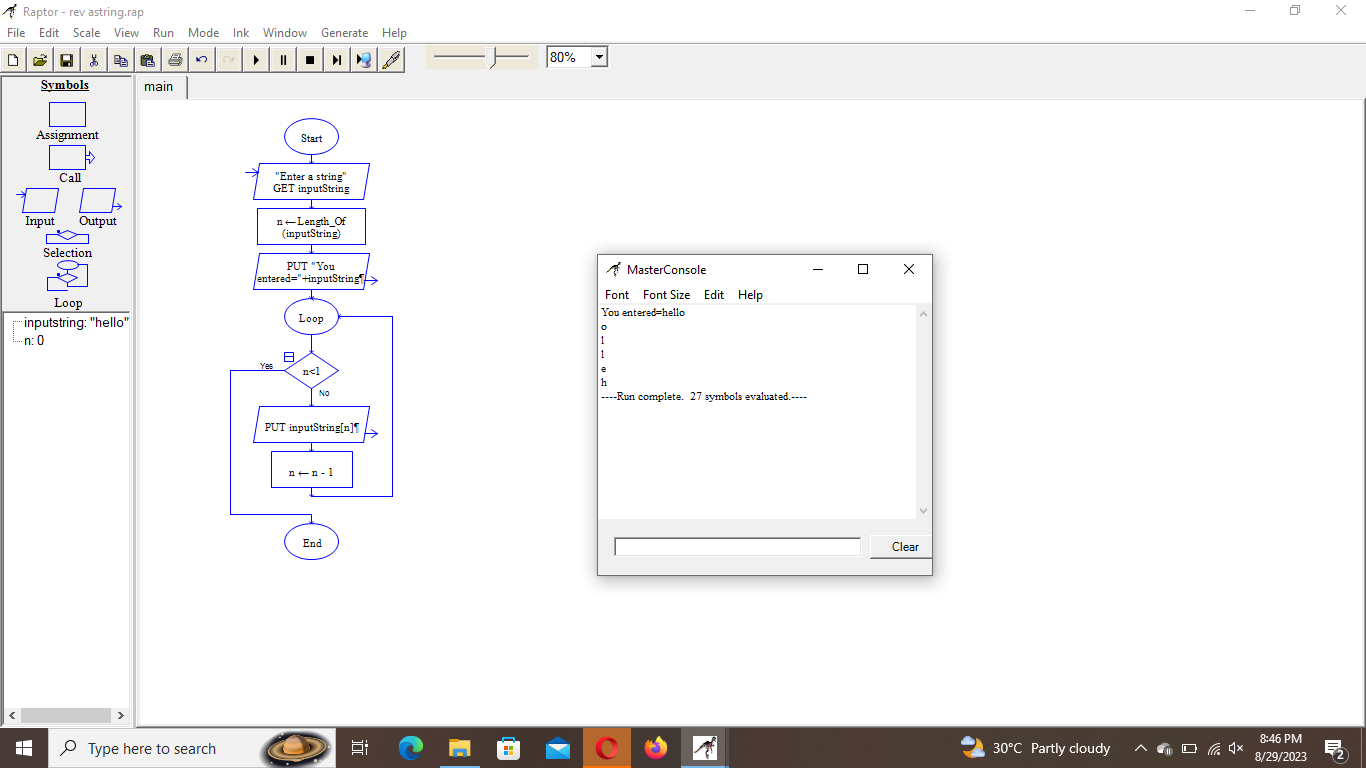 Raptor - rev astring.rap
File Edit Scale View Run Mode Ink Window Generate Help
80%
Symbols
Assignment
Call
Input Output
Selection
Loop
inputstring: "hello"
n: 0
main
Start
"Enter a string"
GET inputString
n ← Length_Of
(inputString)
PUT "You
entered="+inputString¶
Loop
Yes
n<1
No
PUT inputString[n]¶
n ← n - 1
End
MasterConsole
Font Font Size Edit Help
You entered=hello
o
l
l
e
h
----Run complete.  27 symbols evaluated.----
Clear
Type here to search
30°C Partly cloudy
8:46 PM
8/29/2023
2